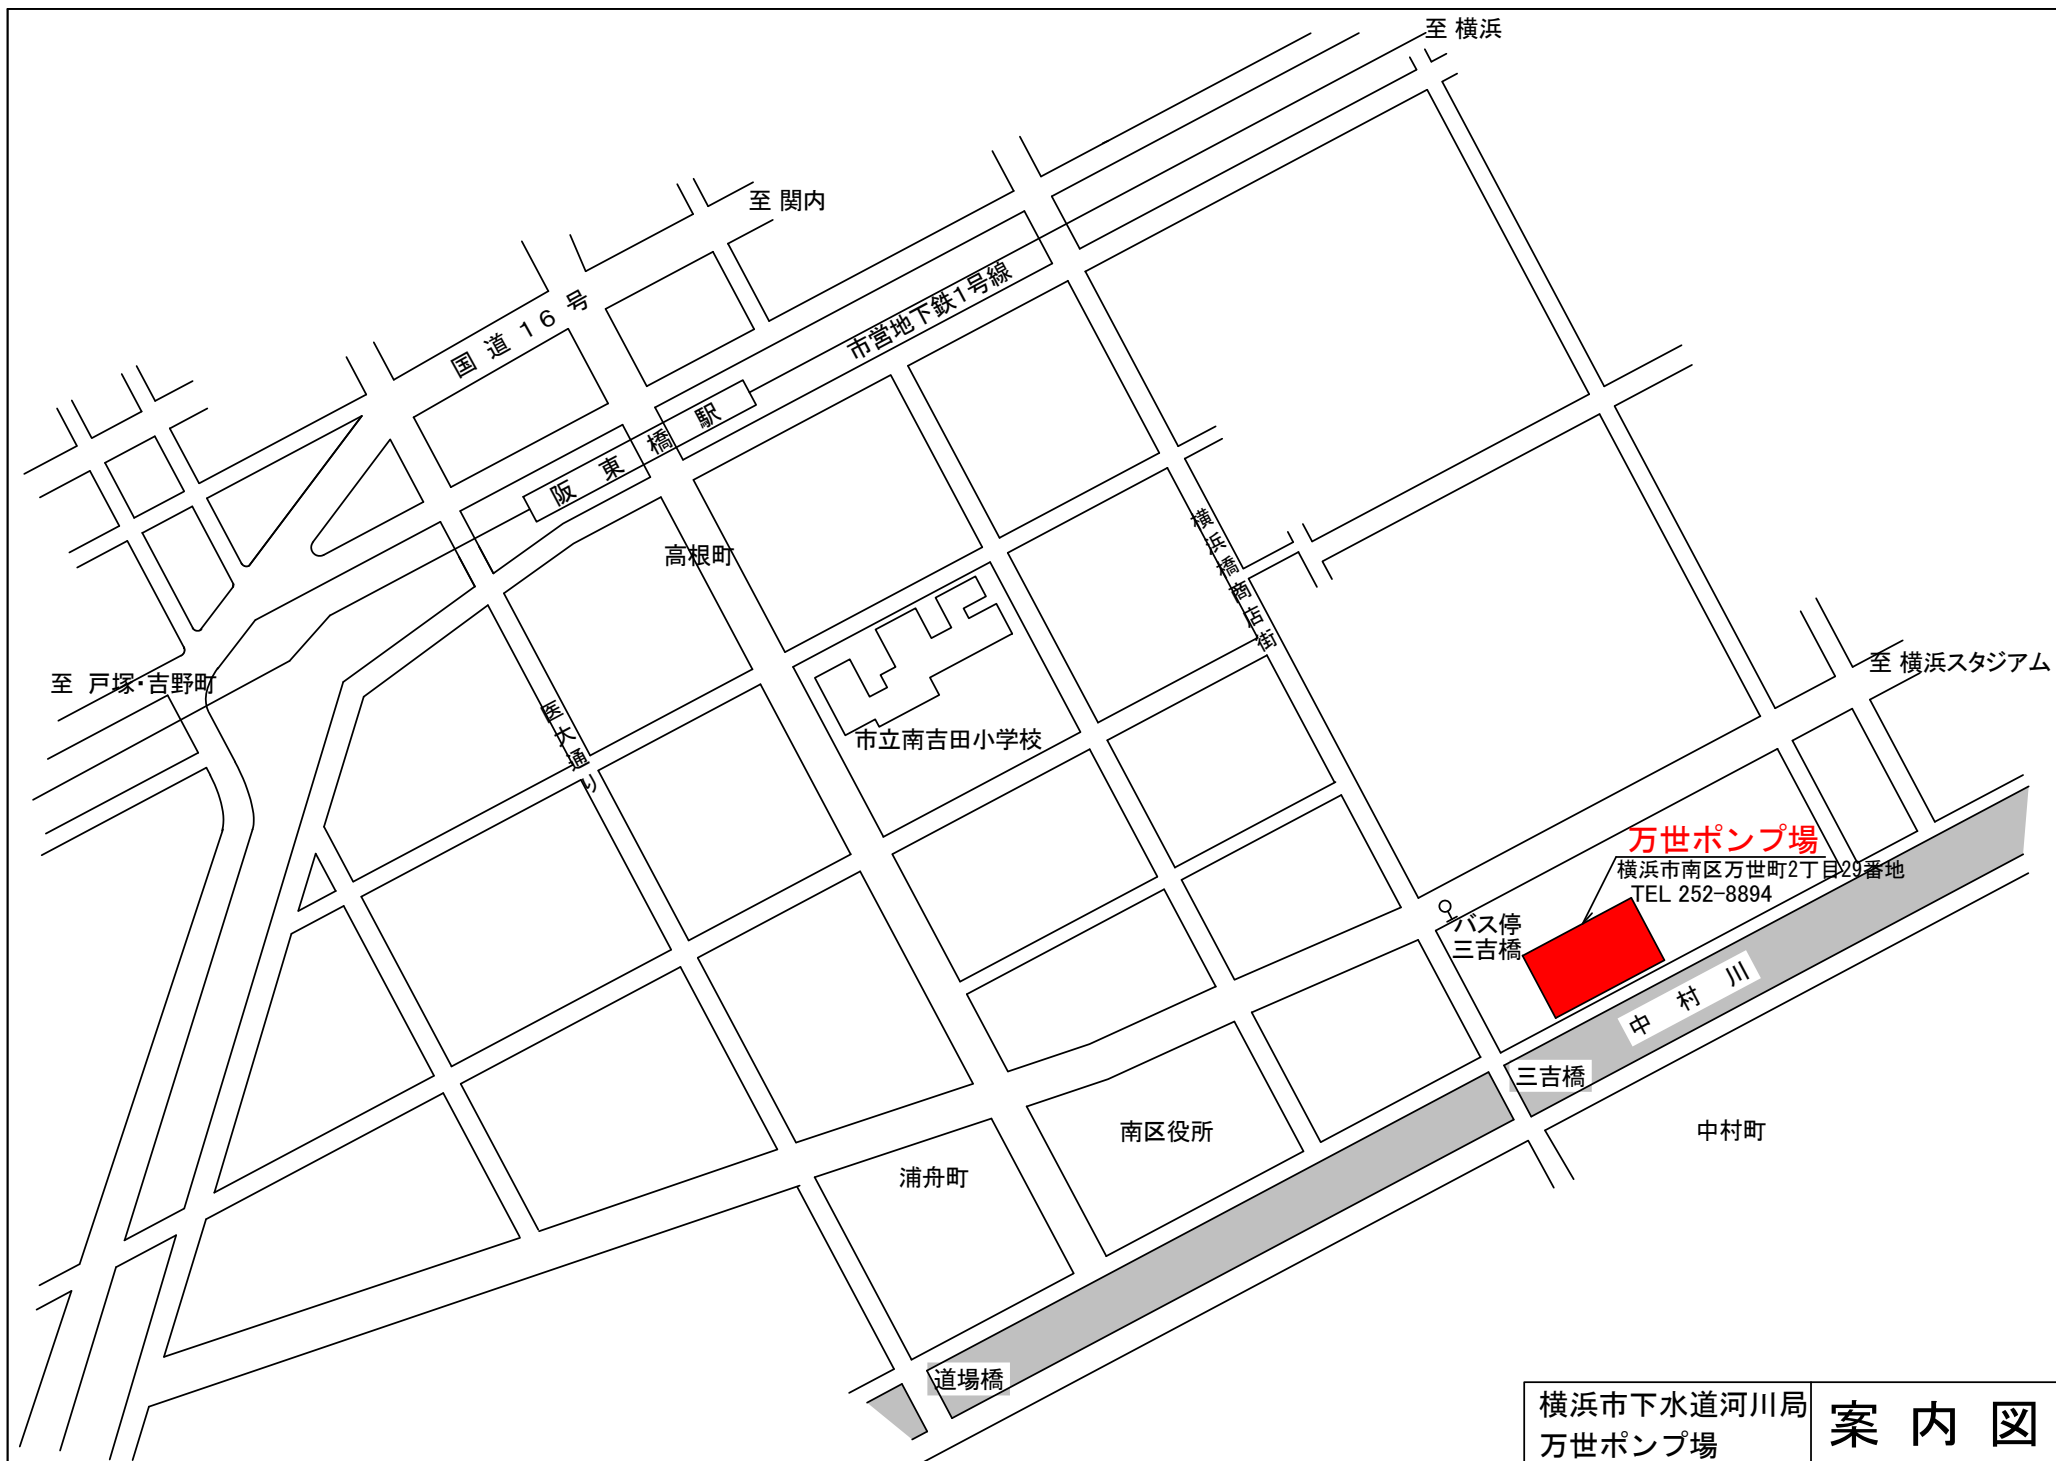 至 横浜
至 関内
国道16号
市営地下鉄1号線
阪東橋駅
高根町
横浜橋商店街
至 戸塚・吉野町
至 横浜スタジアム
医大通り
市立南吉田小学校
万世ポンプ場
横浜市南区万世町2丁目29番地
TEL 252-8894
バス停
三吉橋
中村川
三吉橋
中村町
南区役所
浦舟町
道場橋
横浜市下水道河川局
万世ポンプ場
案内図